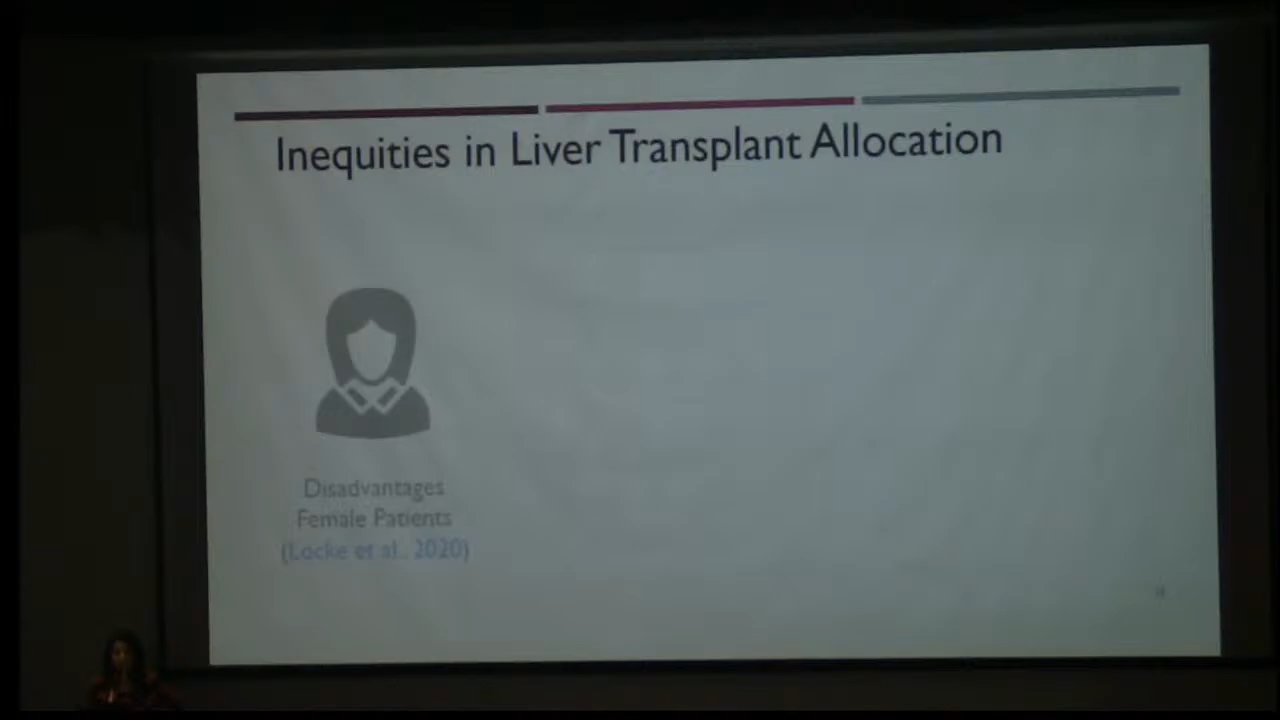 Inequities in Liver Transplant Allocation
Disadvantages
Female Patients
(Locke et al., 2020)